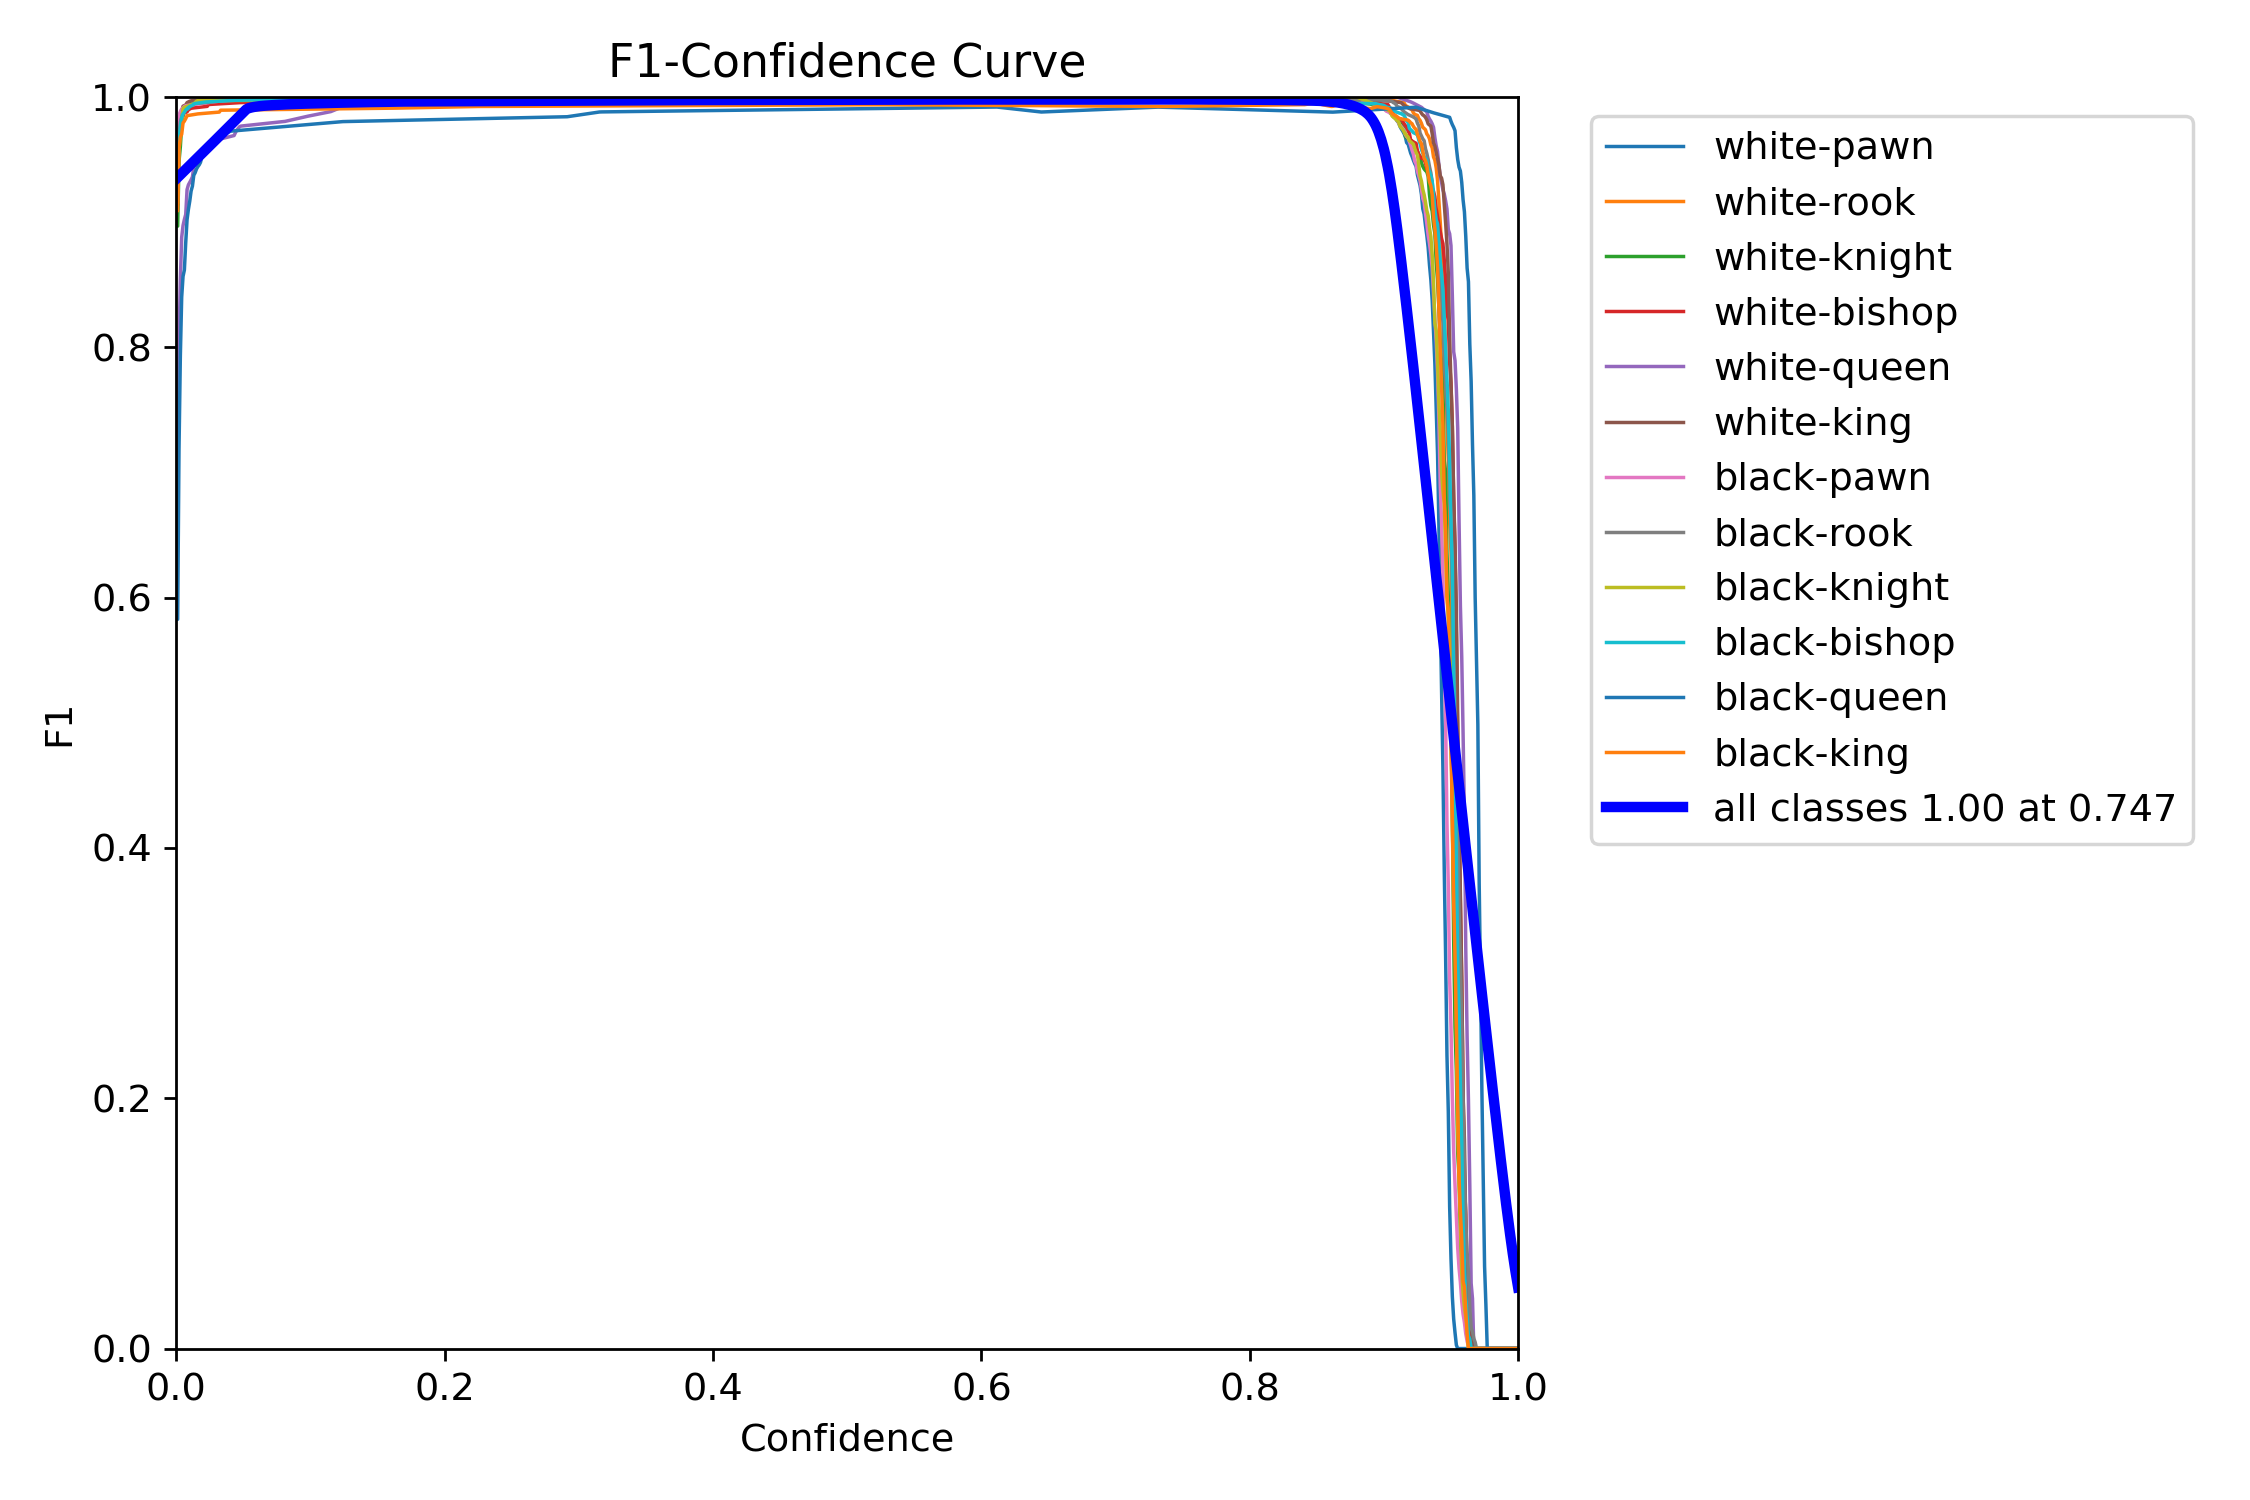 F1-Confidence Curve
1.0
0.8
0.6
0.4
0.2
0.0
F1
0.0 0.2 0.4 0.6 0.8 1.0
Confidence
white-pawn
white-rook
white-knight
white-bishop
white-queen
white-king
black-pawn
black-rook
black-knight
black-bishop
black-queen
black-king
all classes 1.00 at 0.747